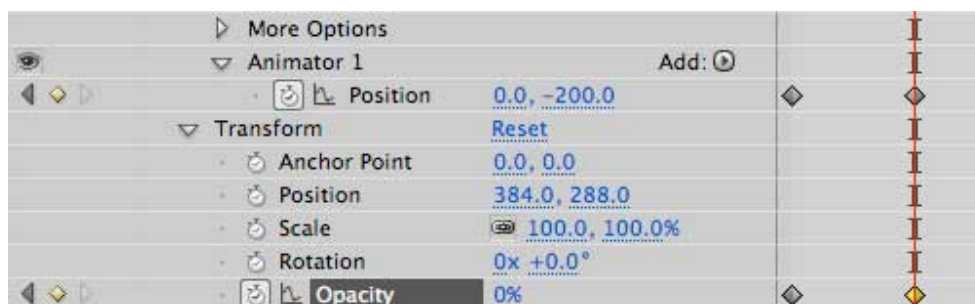 More Options
Animator 1 Add:
Position 0.0, -200.0
Transform Reset
Anchor Point 0.0, 0.0
Position 384.0, 288.0
Scale 100.0, 100.0%
Rotation 0x +0.0°
Opacity 0%